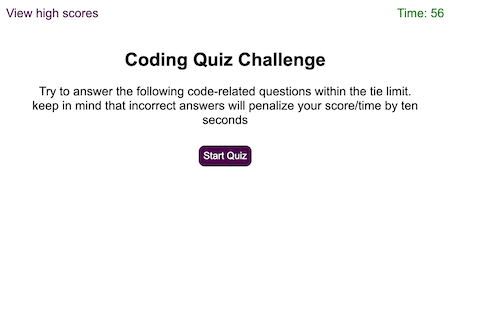 View high scores
Time: 56
Coding Quiz Challenge
Try to answer the following code-related questions within the tie limit.
keep in mind that incorrect answers will penalize your score/time by ten
seconds
Start Quiz